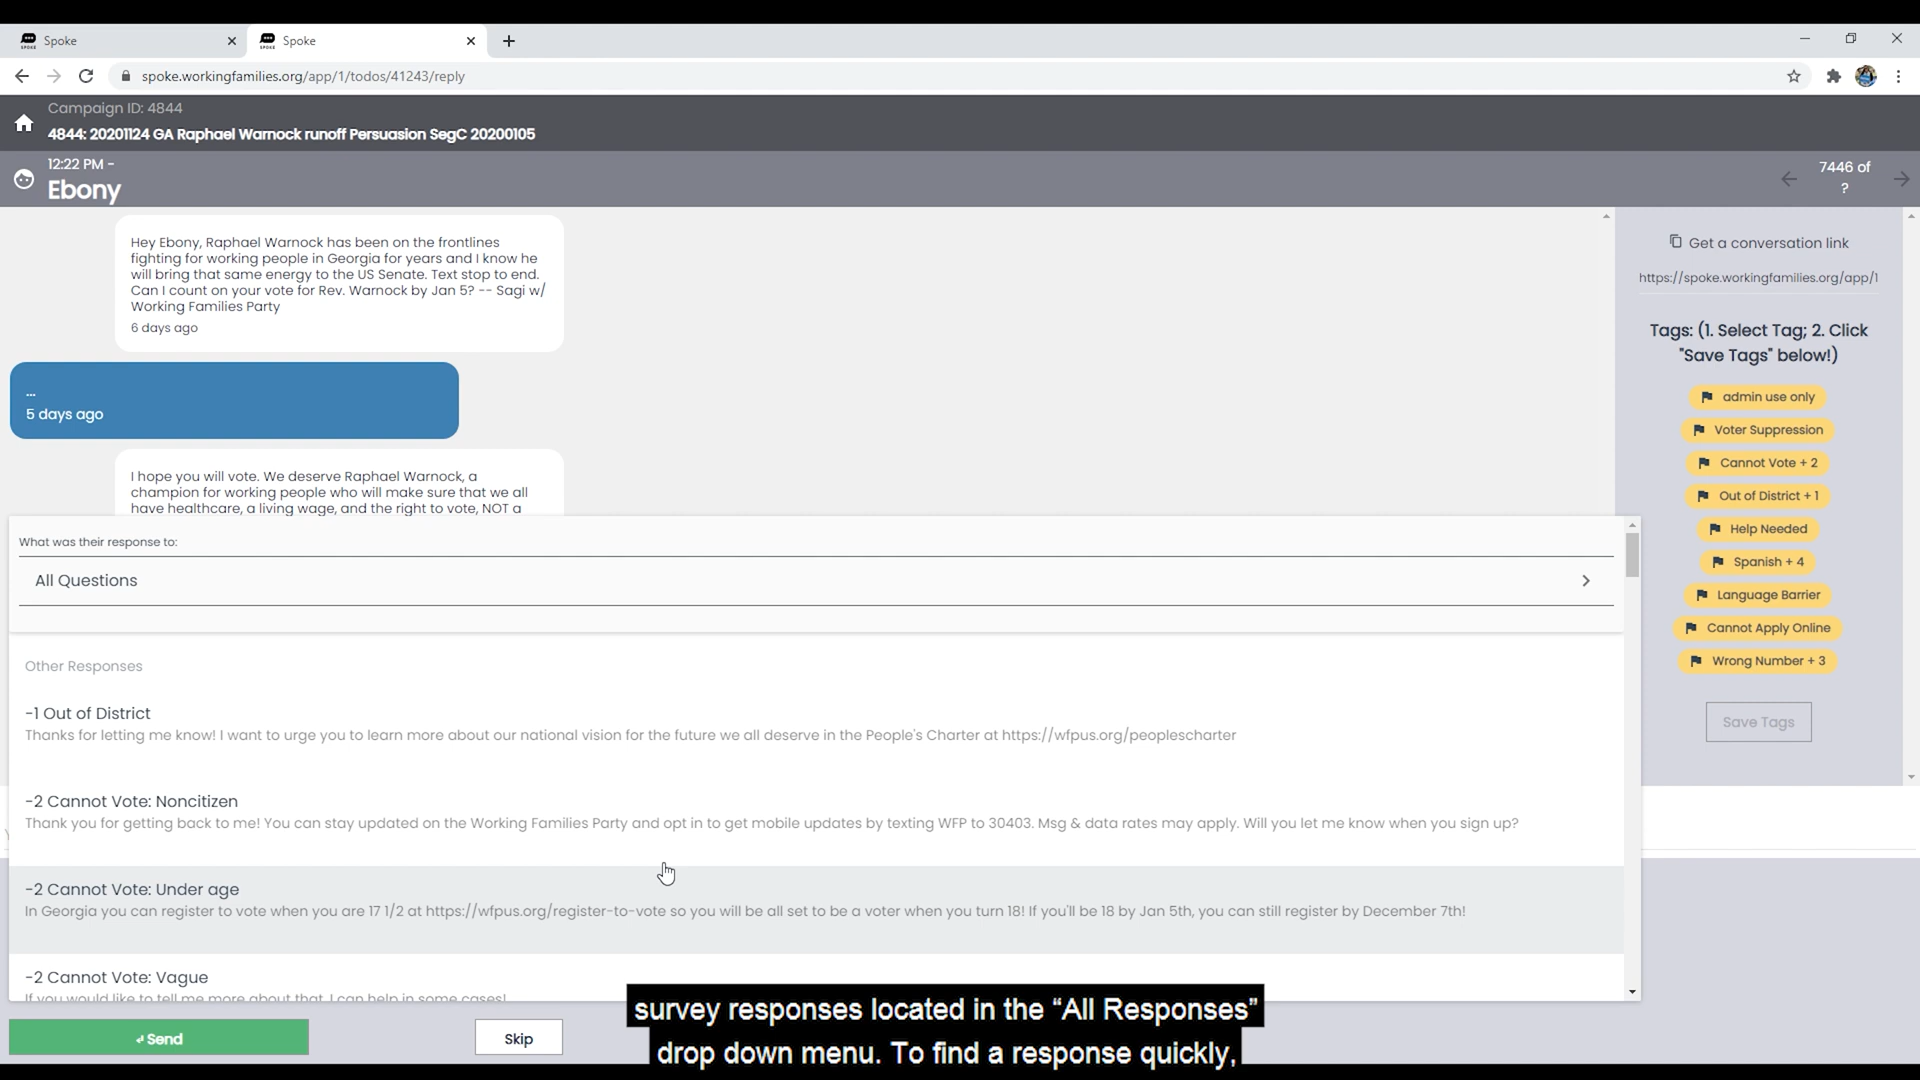 Spoke
Spoke
spoke.workingfamilies.org/app/1/todos/41243/reply
Campaign ID: 4844
4844: 20201124 GA Raphael Warnock runoff Persuasion SegC 20200105
12:22 PM -
Ebony
7446 of
?
Hey Ebony, Raphael Warnock has been on the frontlines
fighting for working people in Georgia for years and I know he
will bring that same energy to the US Senate. Text stop to end.
Can I count on your vote for Rev. Warnock by Jan 5? -- Sagi w/
Working Families Party
6 days ago
...
5 days ago
I hope you will vote. We deserve Raphael Warnock, a
champion for working people who will make sure that we all
have healthcare, a living wage, and the right to vote, NOT a
Get a conversation link
https://spoke.workingfamilies.org/app/1
Tags: (1. Select Tag; 2. Click
"Save Tags" below!)
admin use only
Voter Suppression
Cannot Vote + 2
Out of District + 1
Help Needed
Spanish + 4
Language Barrier
Cannot Apply Online
Wrong Number + 3
Save Tags
What was their response to:
All Questions
Other Responses
-1 Out of District
Thanks for letting me know! I want to urge you to learn more about our national vision for the future we all deserve in the People's Charter at https://wfpus.org/peoplescharter
-2 Cannot Vote: Noncitizen
Thank you for getting back to me! You can stay updated on the Working Families Party and opt in to get mobile updates by texting WFP to 30403. Msg & data rates may apply. Will you let me know when you sign up?
-2 Cannot Vote: Under age
In Georgia you can register to vote when you are 17 1/2 at https://wfpus.org/register-to-vote so you will be all set to be a voter when you turn 18! If you'll be 18 by Jan 5th, you can still register by December 7th!
-2 Cannot Vote: Vague
If you would like to tell me more about that, I can help in some cases!
Send
Skip
survey responses located in the “All Responses”
drop down menu. To find a response quickly,